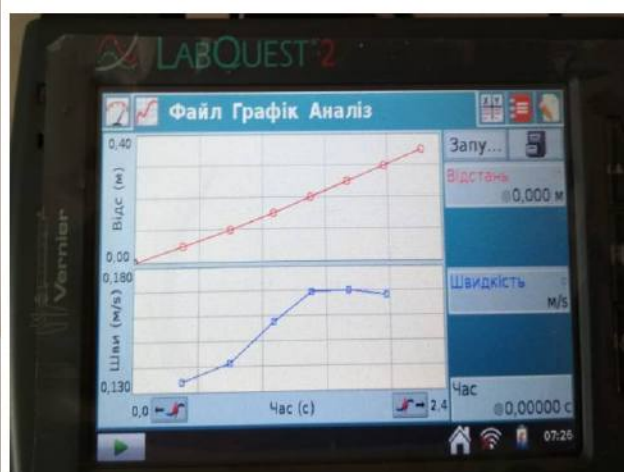 LABQUEST 2
Файл Графік Аналіз
0,40
Відс (м)
0,00
Запу...
Відстань
0,000 м
0,180
Шви (m/s)
0,130
Швидкість
m/s
0,0
Час (с)
2,4
Час
0,00000 с
07:26
Vernier